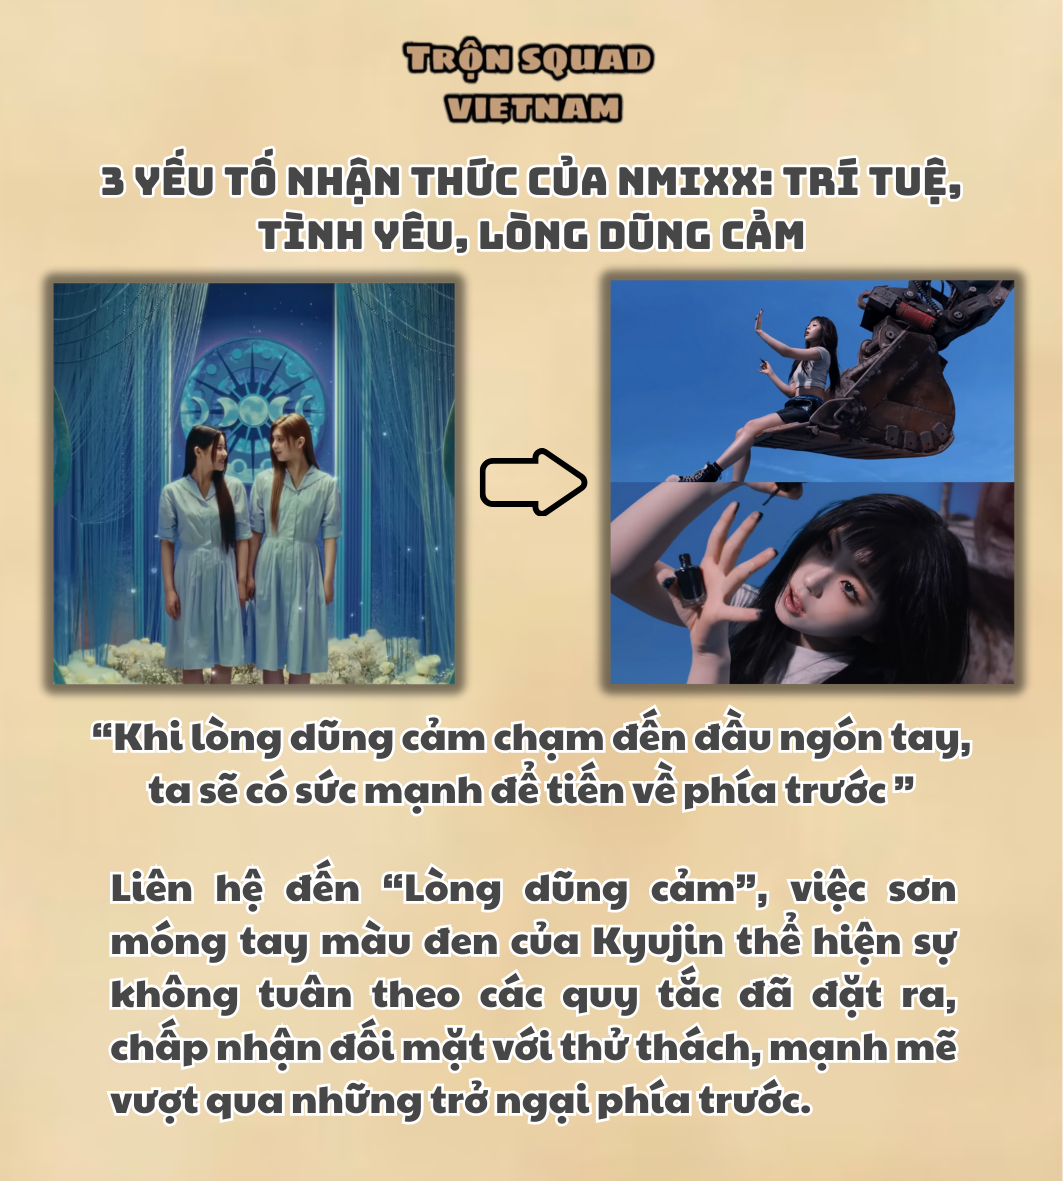 TRỘN SQUAD
VIETNAM
3 YẾU TỐ NHẬN THỨC CỦA NMIXX: TRÍ TUỆ,
TÌNH YÊU, LÒNG DŨNG CẢM
“Khi lòng dũng cảm chạm đến đầu ngón tay,
ta sẽ có sức mạnh để tiến về phía trước ”
Liên hệ đến “Lòng dũng cảm”, việc sơn
móng tay màu đen của Kyujin thể hiện sự
không tuân theo các quy tắc đã đặt ra,
chấp nhận đối mặt với thử thách, mạnh mẽ
vượt qua những trở ngại phía trước.